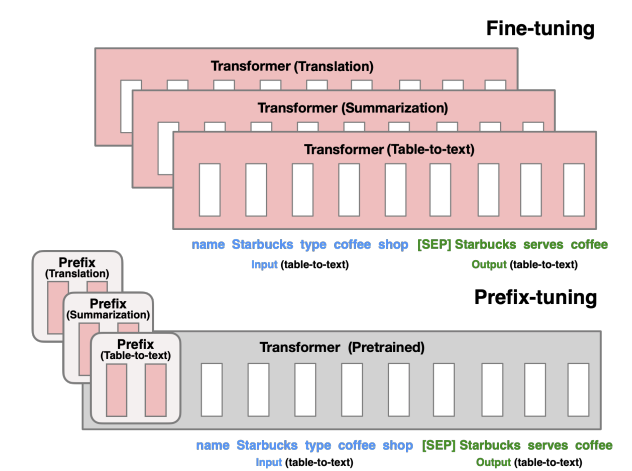 Fine-tuning
Transformer (Translation)
Transformer (Summarization)
Transformer (Table-to-text)
name Starbucks type coffee shop [SEP] Starbucks serves coffee
Input (table-to-text) Output (table-to-text)
Prefix-tuning
Prefix
(Translation)
Prefix
(Summarization)
Prefix
(Table-to-text)
Transformer (Pretrained)
name Starbucks type coffee shop [SEP] Starbucks serves coffee
Input (table-to-text) Output (table-to-text)